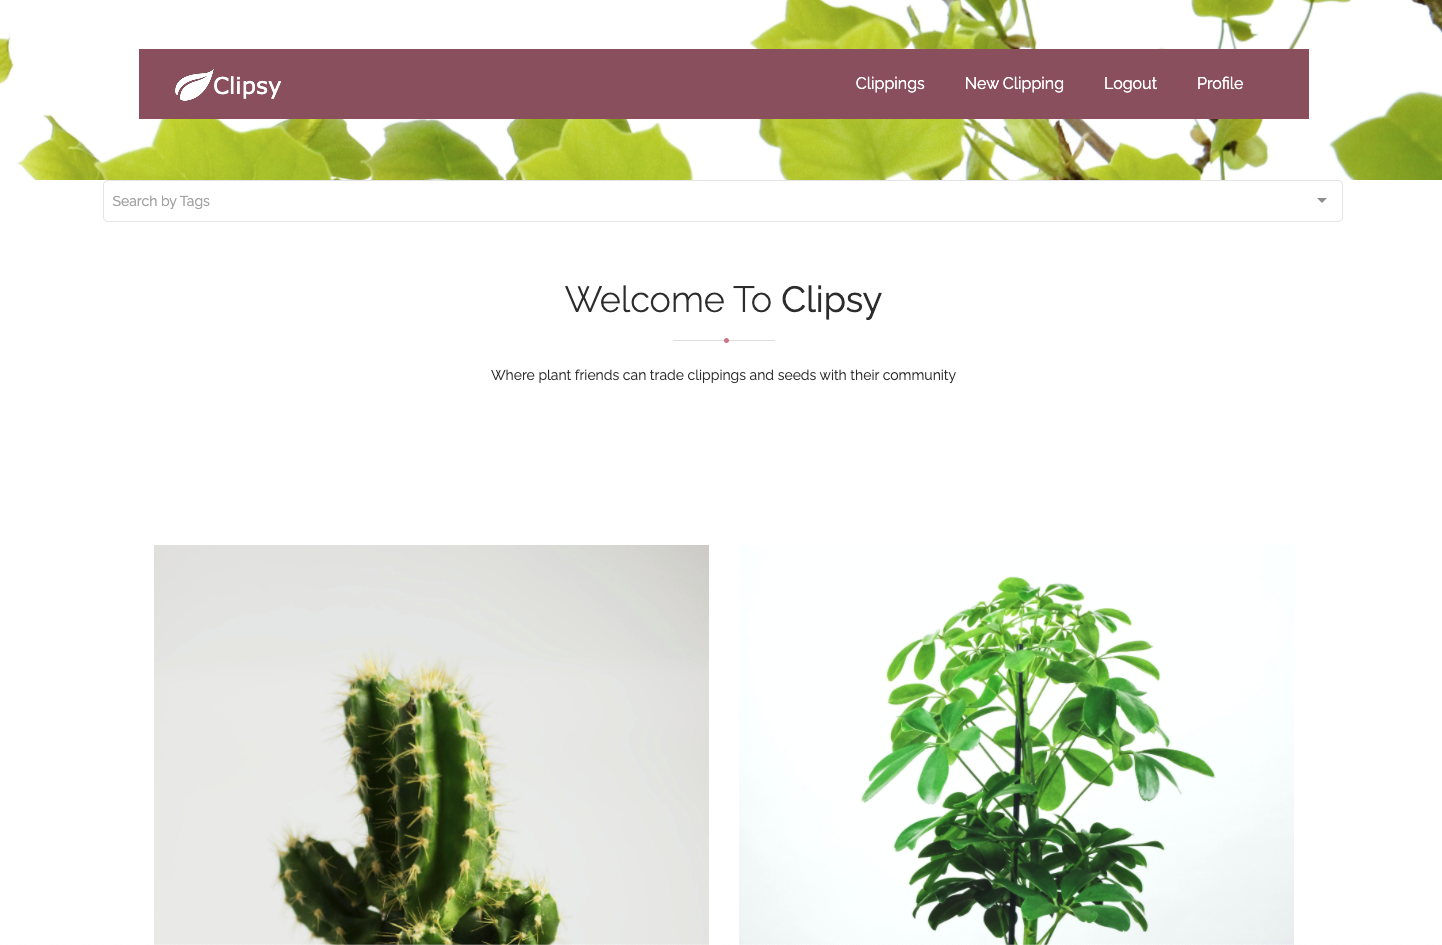 Clipsy
Clippings
New Clipping
Logout
Profile
Search by Tags
Welcome To Clipsy
Where plant friends can trade clippings and seeds with their community